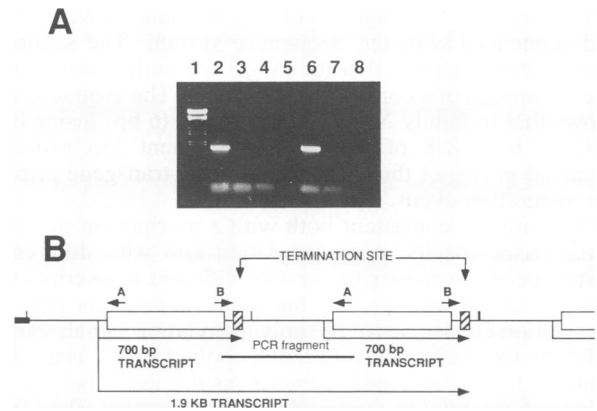 A
1 2 3 4 5 6 7 8
B
TERMINATION SITE
A B A B
PCR fragment
700 bp 700 bp
TRANSCRIPT TRANSCRIPT
1.9 KB TRANSCRIPT